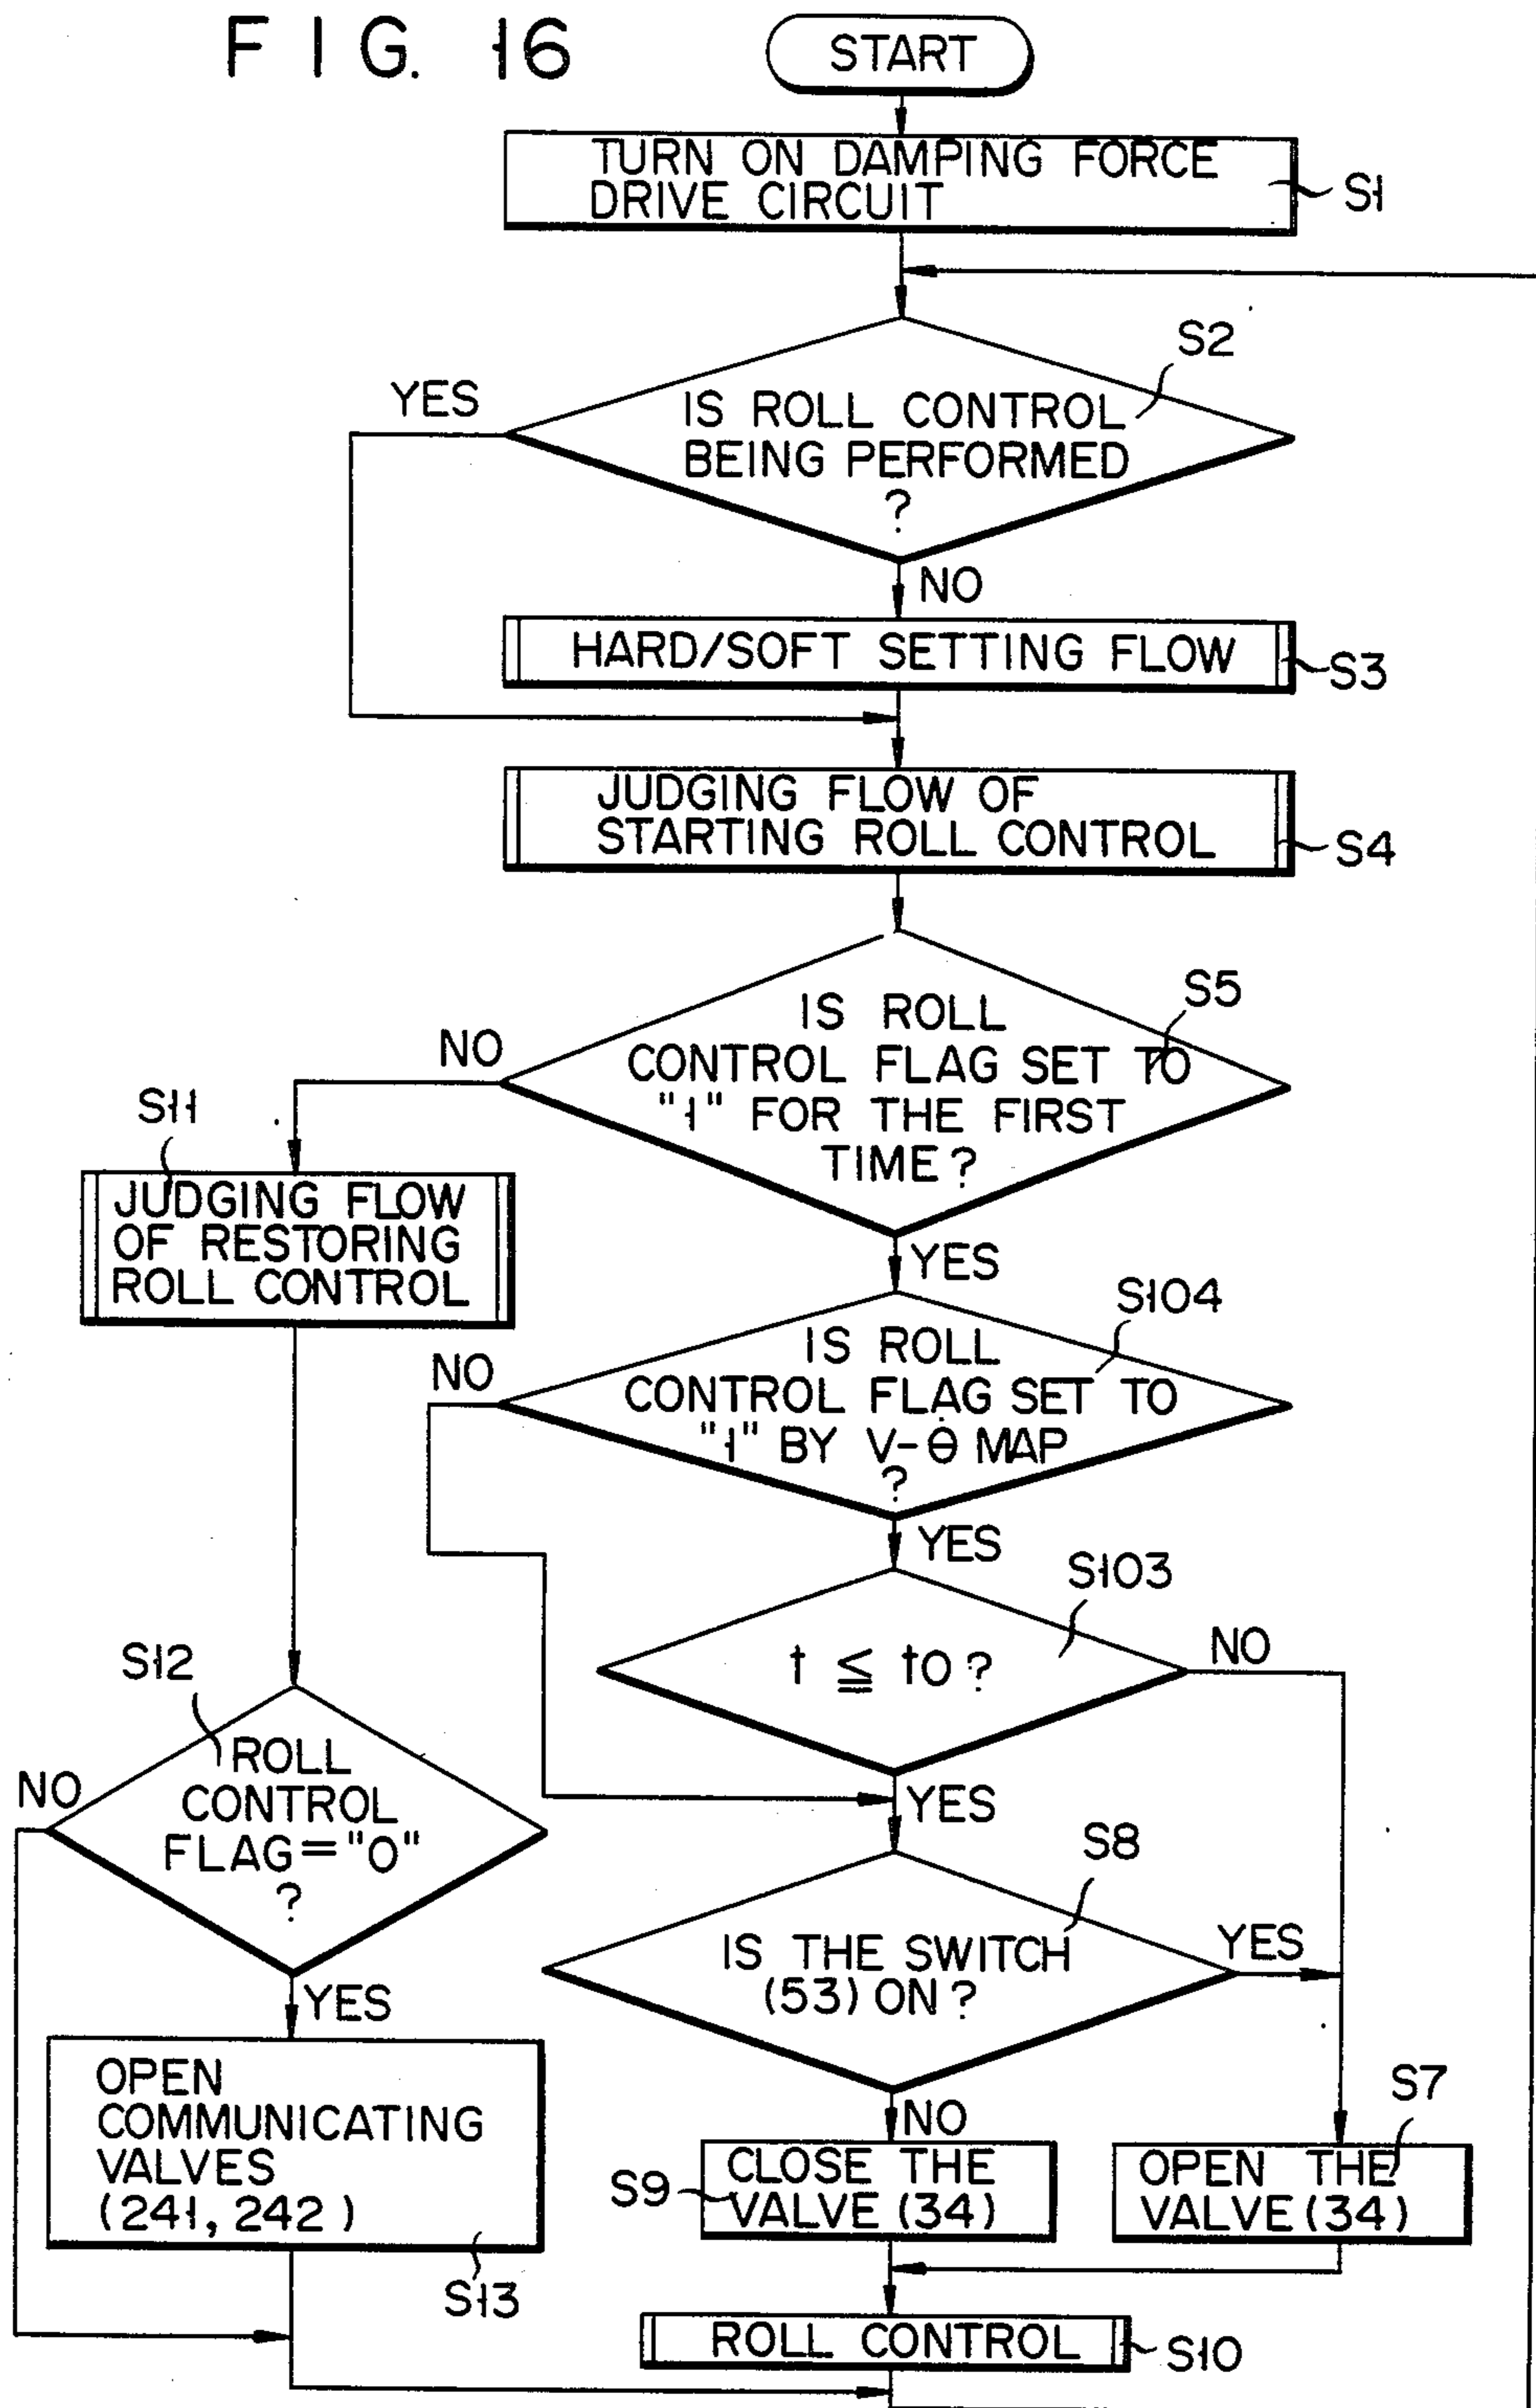 FIG. 16
START
TURN ON DAMPING FORCE
DRIVE CIRCUIT
S1
S2
YES
IS ROLL CONTROL
BEING PERFORMED
?
NO
HARD/SOFT SETTING FLOW
S3
JUDGING FLOW OF
STARTING ROLL CONTROL
S4
S5
NO
IS ROLL
CONTROL FLAG SET TO
"1" FOR THE FIRST
TIME?
S11
JUDGING FLOW
OF RESTORING
ROLL CONTROL
YES
S104
NO
IS ROLL
CONTROL FLAG SET TO
"1" BY V-θ̇ MAP
?
YES
S103
t ≦ to?
NO
S12
ROLL
CONTROL
FLAG="0"
?
NO
YES
S8
IS THE SWITCH
(53) ON?
YES
YES
OPEN
COMMUNICATING
VALVES
(241, 242)
S13
NO
S9
CLOSE THE
VALVE (34)
S7
OPEN THE
VALVE (34)
ROLL CONTROL
S10